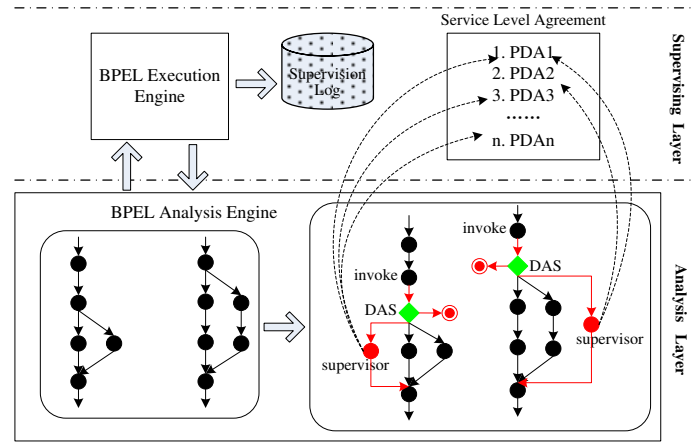 Service Level Agreement
BPEL Execution
Engine
Supervision
Log
1. PDA1
2. PDA2
3. PDA3
......
n. PDAn
Supervising Layer
BPEL Analysis Engine
invoke
DAS
supervisor
invoke
DAS
supervisor
Analysis Layer